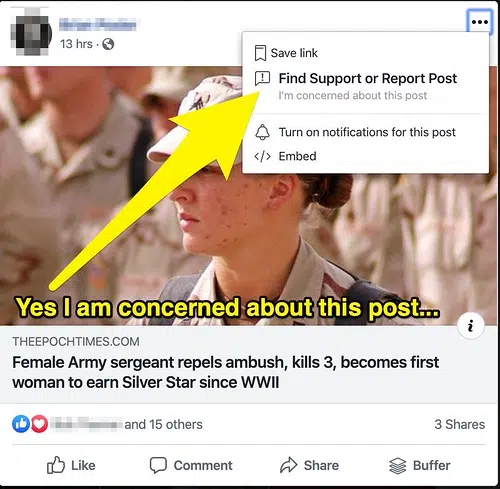 13 hrs ·
Save link
Find Support or Report Post
I'm concerned about this post
Turn on notifications for this post
</> Embed
Yes I am concerned about this post...
i
THEEPOCHTIMES.COM
Female Army sergeant repels ambush, kills 3, becomes first
woman to earn Silver Star since WWII
and 15 others
3 Shares
Like
Comment
Share
Buffer